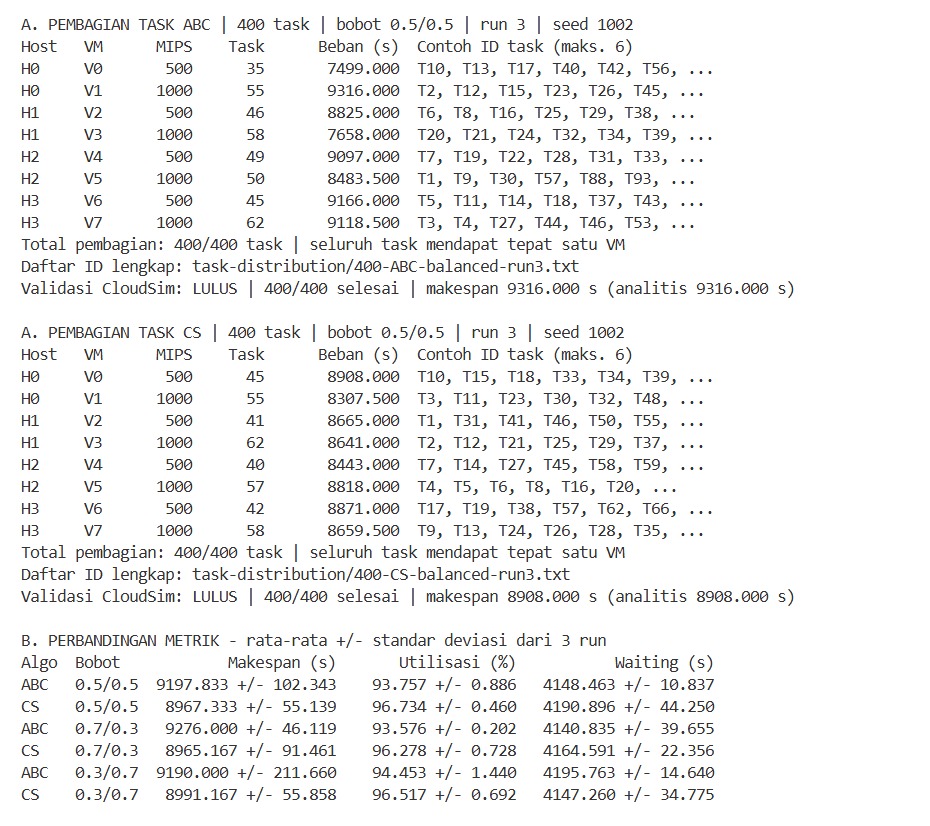 A. PEMBAGIAN TASK ABC | 400 task | bobot 0.5/0.5 | run 3 | seed 1002
Host VM MIPS Task Beban (s) Contoh ID task (maks. 6)
H0 V0 500 35 7499.000 T10, T13, T17, T40, T42, T56, ...
H0 V1 1000 55 9316.000 T2, T12, T15, T23, T26, T45, ...
H1 V2 500 46 8825.000 T6, T8, T16, T25, T29, T38, ...
H1 V3 1000 58 7658.000 T20, T21, T24, T32, T34, T39, ...
H2 V4 500 49 9097.000 T7, T19, T22, T28, T31, T33, ...
H2 V5 1000 50 8483.500 T1, T9, T30, T57, T88, T93, ...
H3 V6 500 45 9166.000 T5, T11, T14, T18, T37, T43, ...
H3 V7 1000 62 9118.500 T3, T4, T27, T44, T46, T53, ...
Total pembagian: 400/400 task | seluruh task mendapat tepat satu VM
Daftar ID lengkap: task-distribution/400-ABC-balanced-run3.txt
Validasi CloudSim: LULUS | 400/400 selesai | makespan 9316.000 s (analitis 9316.000 s)
A. PEMBAGIAN TASK CS | 400 task | bobot 0.5/0.5 | run 3 | seed 1002
Host VM MIPS Task Beban (s) Contoh ID task (maks. 6)
H0 V0 500 45 8908.000 T10, T15, T18, T33, T34, T39, ...
H0 V1 1000 55 8307.500 T3, T11, T23, T30, T32, T48, ...
H1 V2 500 41 8665.000 T1, T31, T41, T46, T50, T55, ...
H1 V3 1000 62 8641.000 T2, T12, T21, T25, T29, T37, ...
H2 V4 500 40 8443.000 T7, T14, T27, T45, T58, T59, ...
H2 V5 1000 57 8818.000 T4, T5, T6, T8, T16, T20, ...
H3 V6 500 42 8871.000 T17, T19, T38, T57, T62, T66, ...
H3 V7 1000 58 8659.500 T9, T13, T24, T26, T28, T35, ...
Total pembagian: 400/400 task | seluruh task mendapat tepat satu VM
Daftar ID lengkap: task-distribution/400-CS-balanced-run3.txt
Validasi CloudSim: LULUS | 400/400 selesai | makespan 8908.000 s (analitis 8908.000 s)
B. PERBANDINGAN METRIK - rata-rata +/- standar deviasi dari 3 run
Algo Bobot Makespan (s) Utilisasi (%) Waiting (s)
ABC 0.5/0.5 9197.833 +/- 102.343 93.757 +/- 0.886 4148.463 +/- 10.837
CS 0.5/0.5 8967.333 +/- 55.139 96.734 +/- 0.460 4190.896 +/- 44.250
ABC 0.7/0.3 9276.000 +/- 46.119 93.576 +/- 0.202 4140.835 +/- 39.655
CS 0.7/0.3 8965.167 +/- 91.461 96.278 +/- 0.728 4164.591 +/- 22.356
ABC 0.3/0.7 9190.000 +/- 211.660 94.453 +/- 1.440 4195.763 +/- 14.640
CS 0.3/0.7 8991.167 +/- 55.858 96.517 +/- 0.692 4147.260 +/- 34.775